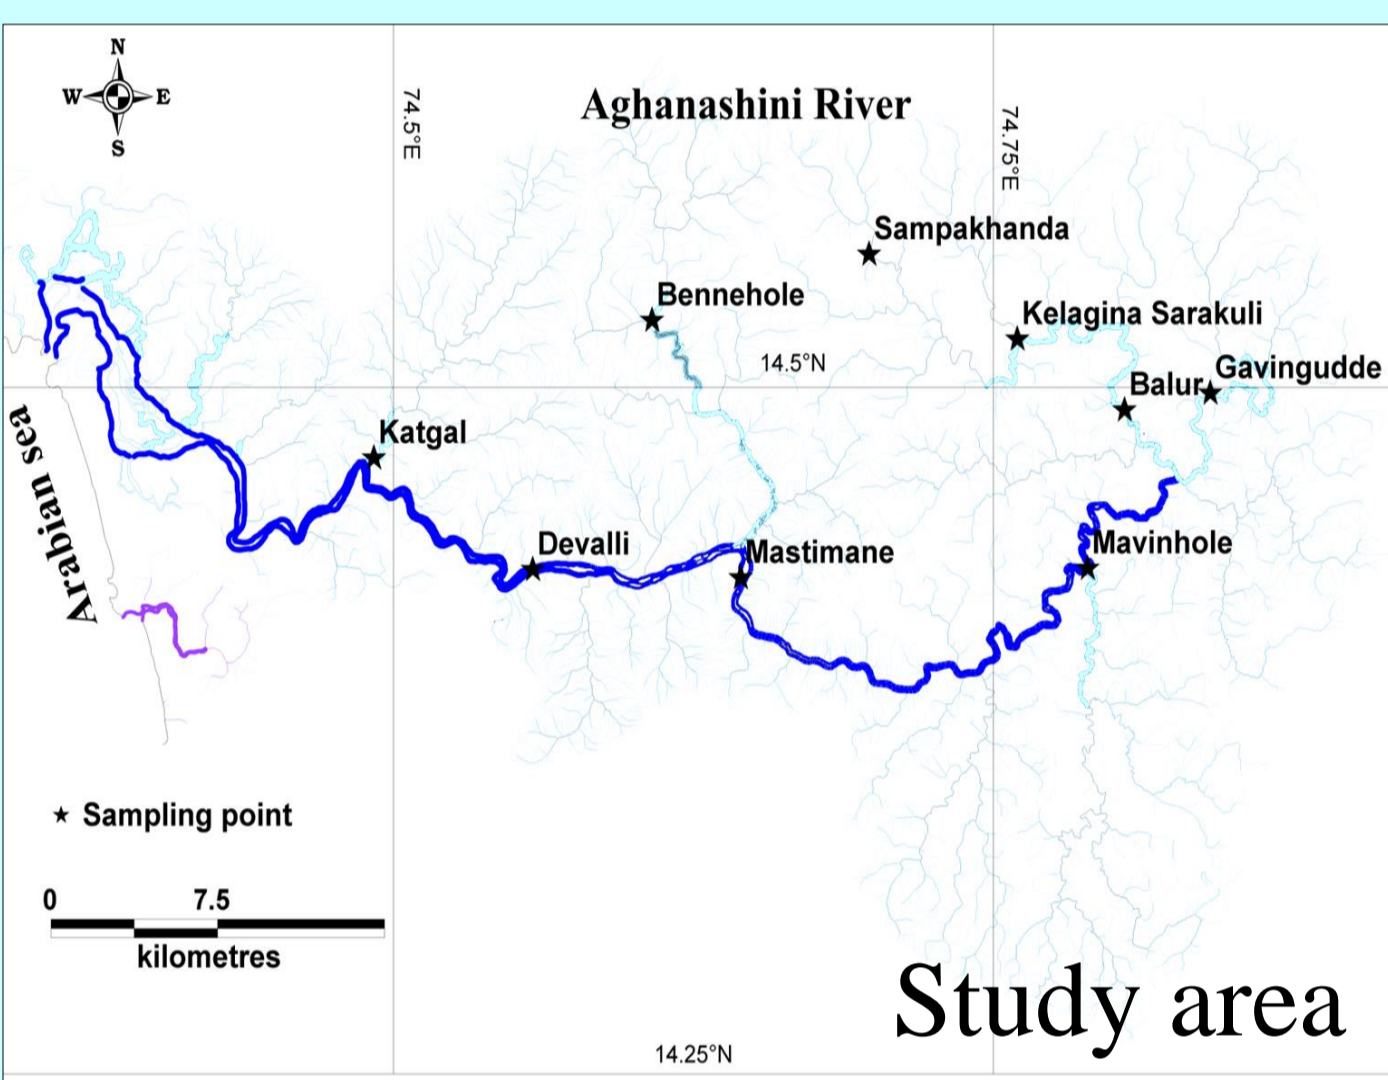 N
W E
S
Aghanashini River
74.5°E
74.75°E
Sampakhanda
Bennehole
Kelagina Sarakuli
14.5°N
Gavingudde
Balur
Katgal
Arabian sea
Devalli
Mastimane
Mavinhole
Sampling point
0 7.5
kilometres
Study area
14.25°N